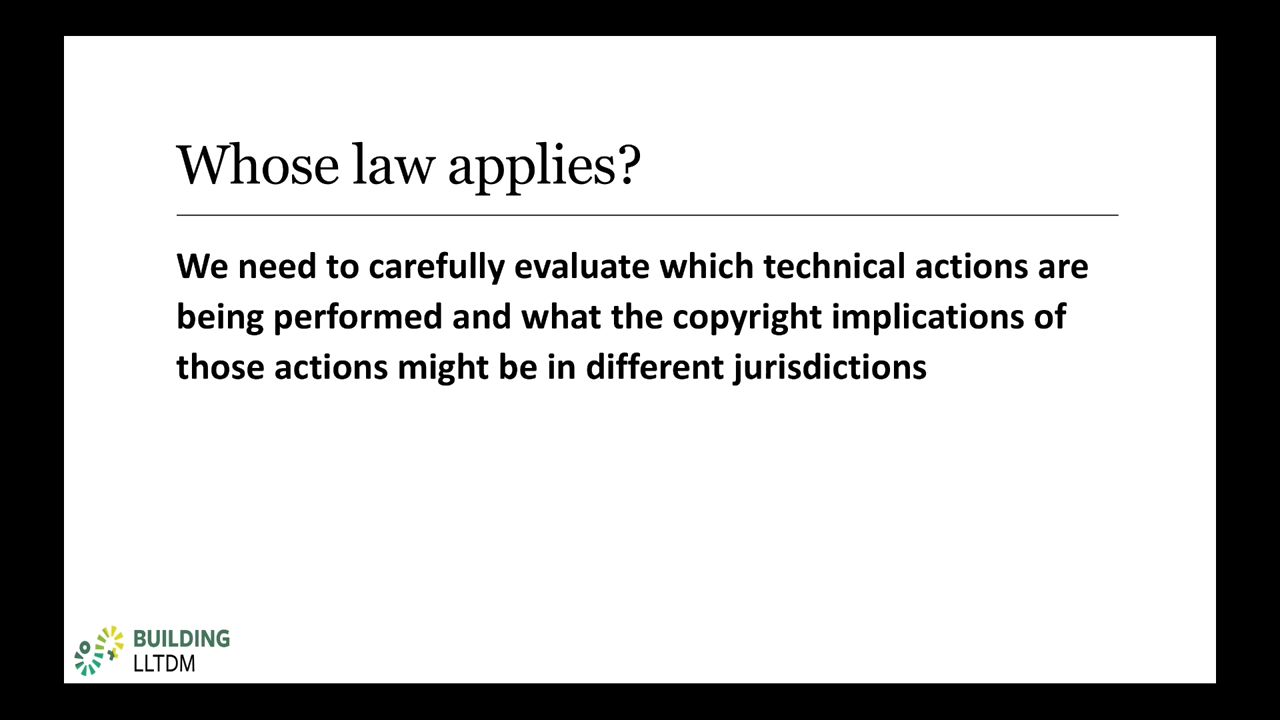 Whose law applies?
We need to carefully evaluate which technical actions are
being performed and what the copyright implications of
those actions might be in different jurisdictions
BUILDING
LLTDM